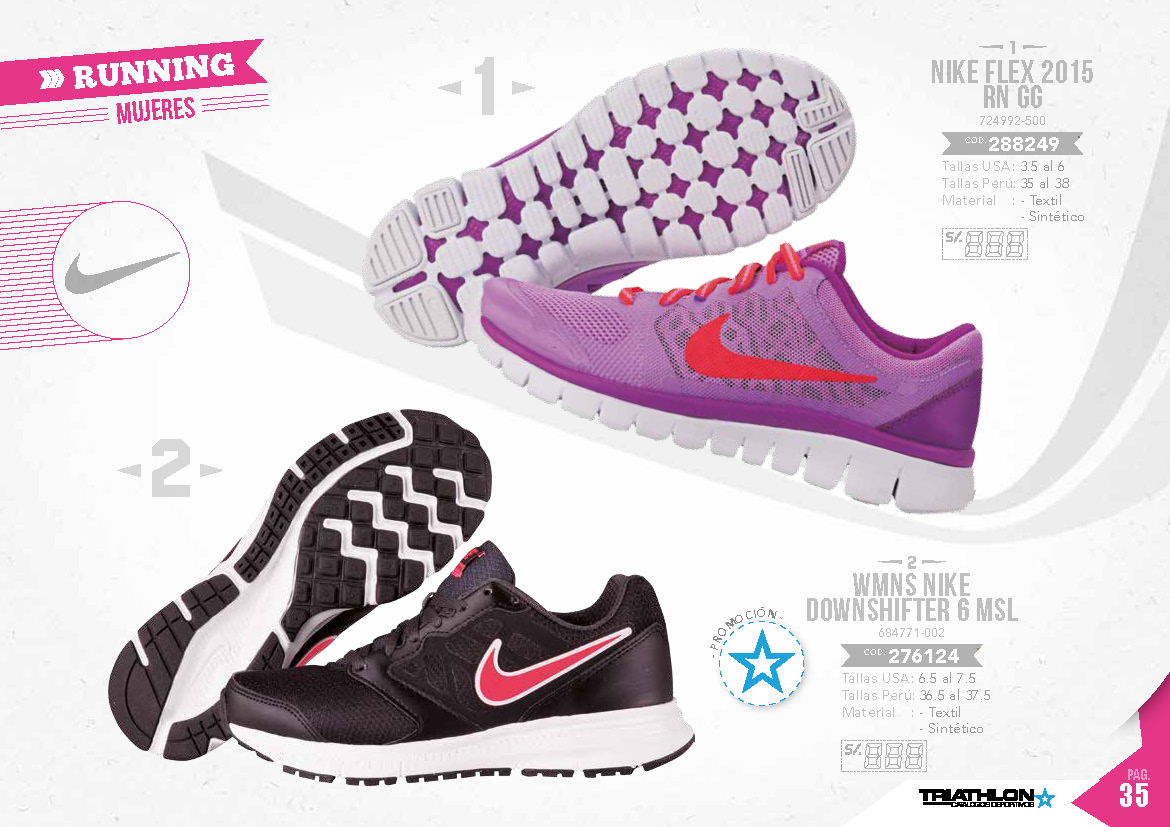 RUNNING
MUJERES
1
1
NIKE FLEX 2015
RN GG
724992-500
COD. 288249
Tallas USA: 3.5 al 6
Tallas Perú: 35 al 38
Material : - Textil
- Sintético
S/. 888
2
2
WMNS NIKE
DOWNSHIFTER 6 MSL
684771-002
COD. 276124
Tallas USA: 6.5 al 7.5
Tallas Perú: 36.5 al 37.5
Material : - Textil
- Sintético
S/. 888
- PROMOCIÓN -
TRIATHLON
CATÁLOGOS DEPORTIVOS
PAG.
35